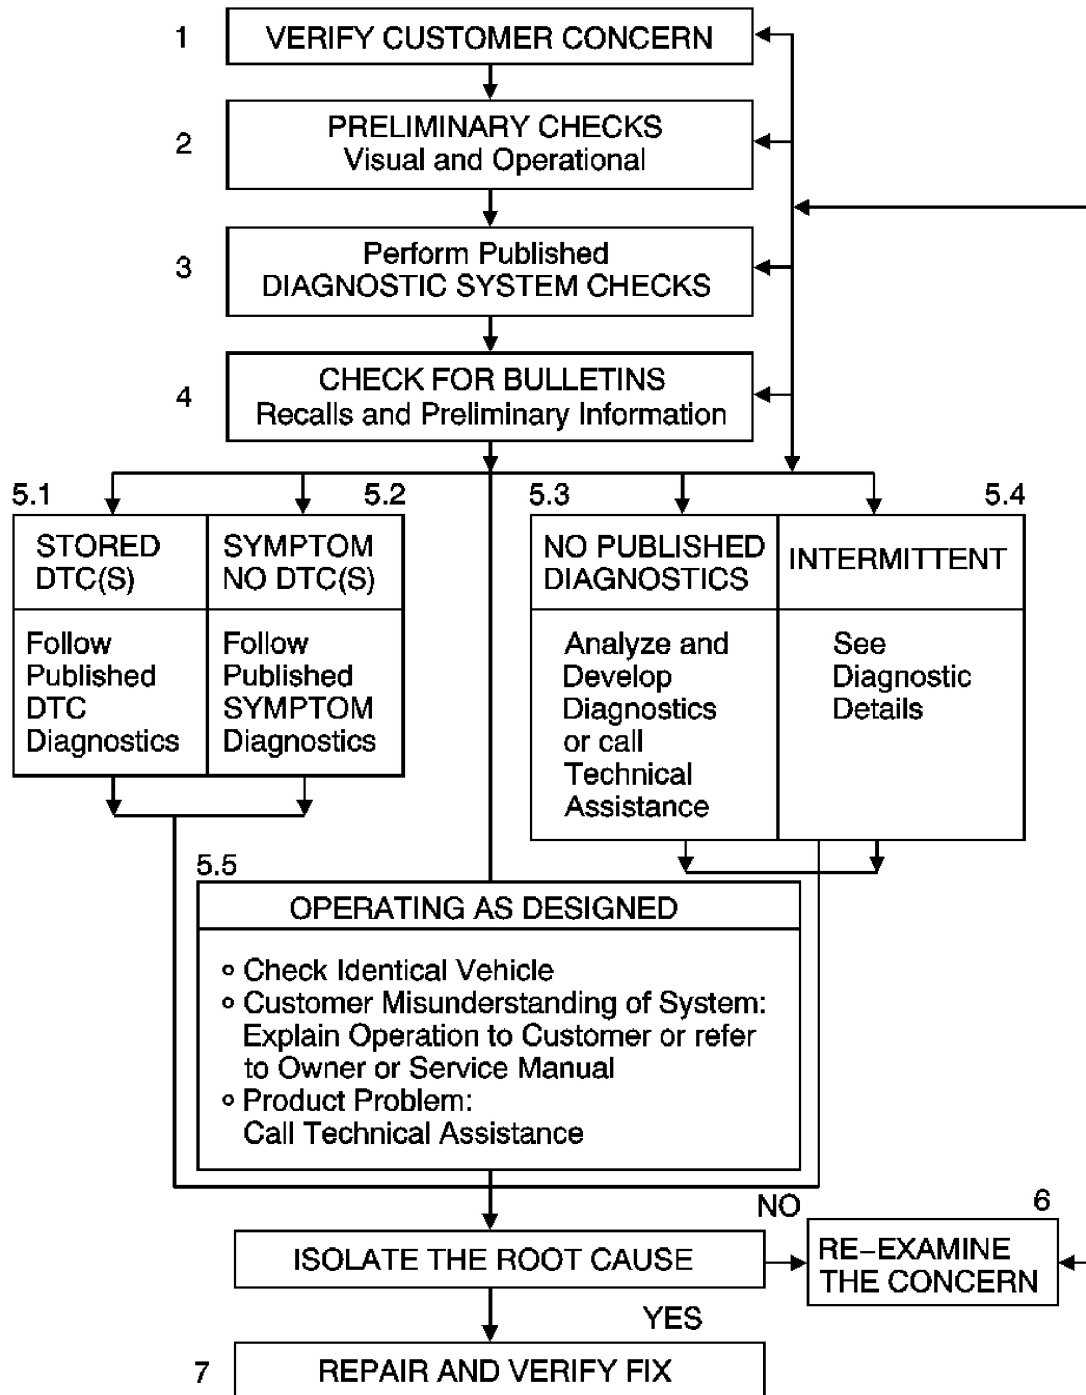 1
VERIFY CUSTOMER CONCERN
2
PRELIMINARY CHECKS
Visual and Operational
3
Perform Published
DIAGNOSTIC SYSTEM CHECKS
4
CHECK FOR BULLETINS
Recalls and Preliminary Information
5.1
STORED
DTC(S)
Follow
Published
DTC
Diagnostics
5.2
SYMPTOM
NO DTC(S)
Follow
Published
SYMPTOM
Diagnostics
5.3
NO PUBLISHED
DIAGNOSTICS
Analyze and
Develop
Diagnostics
or call
Technical
Assistance
5.4
INTERMITTENT
See
Diagnostic
Details
5.5
OPERATING AS DESIGNED
Check Identical Vehicle
Customer Misunderstanding of System:
Explain Operation to Customer or refer
to Owner or Service Manual
Product Problem:
Call Technical Assistance
ISOLATE THE ROOT CAUSE
NO
6
RE-EXAMINE
THE CONCERN
YES
7
REPAIR AND VERIFY FIX